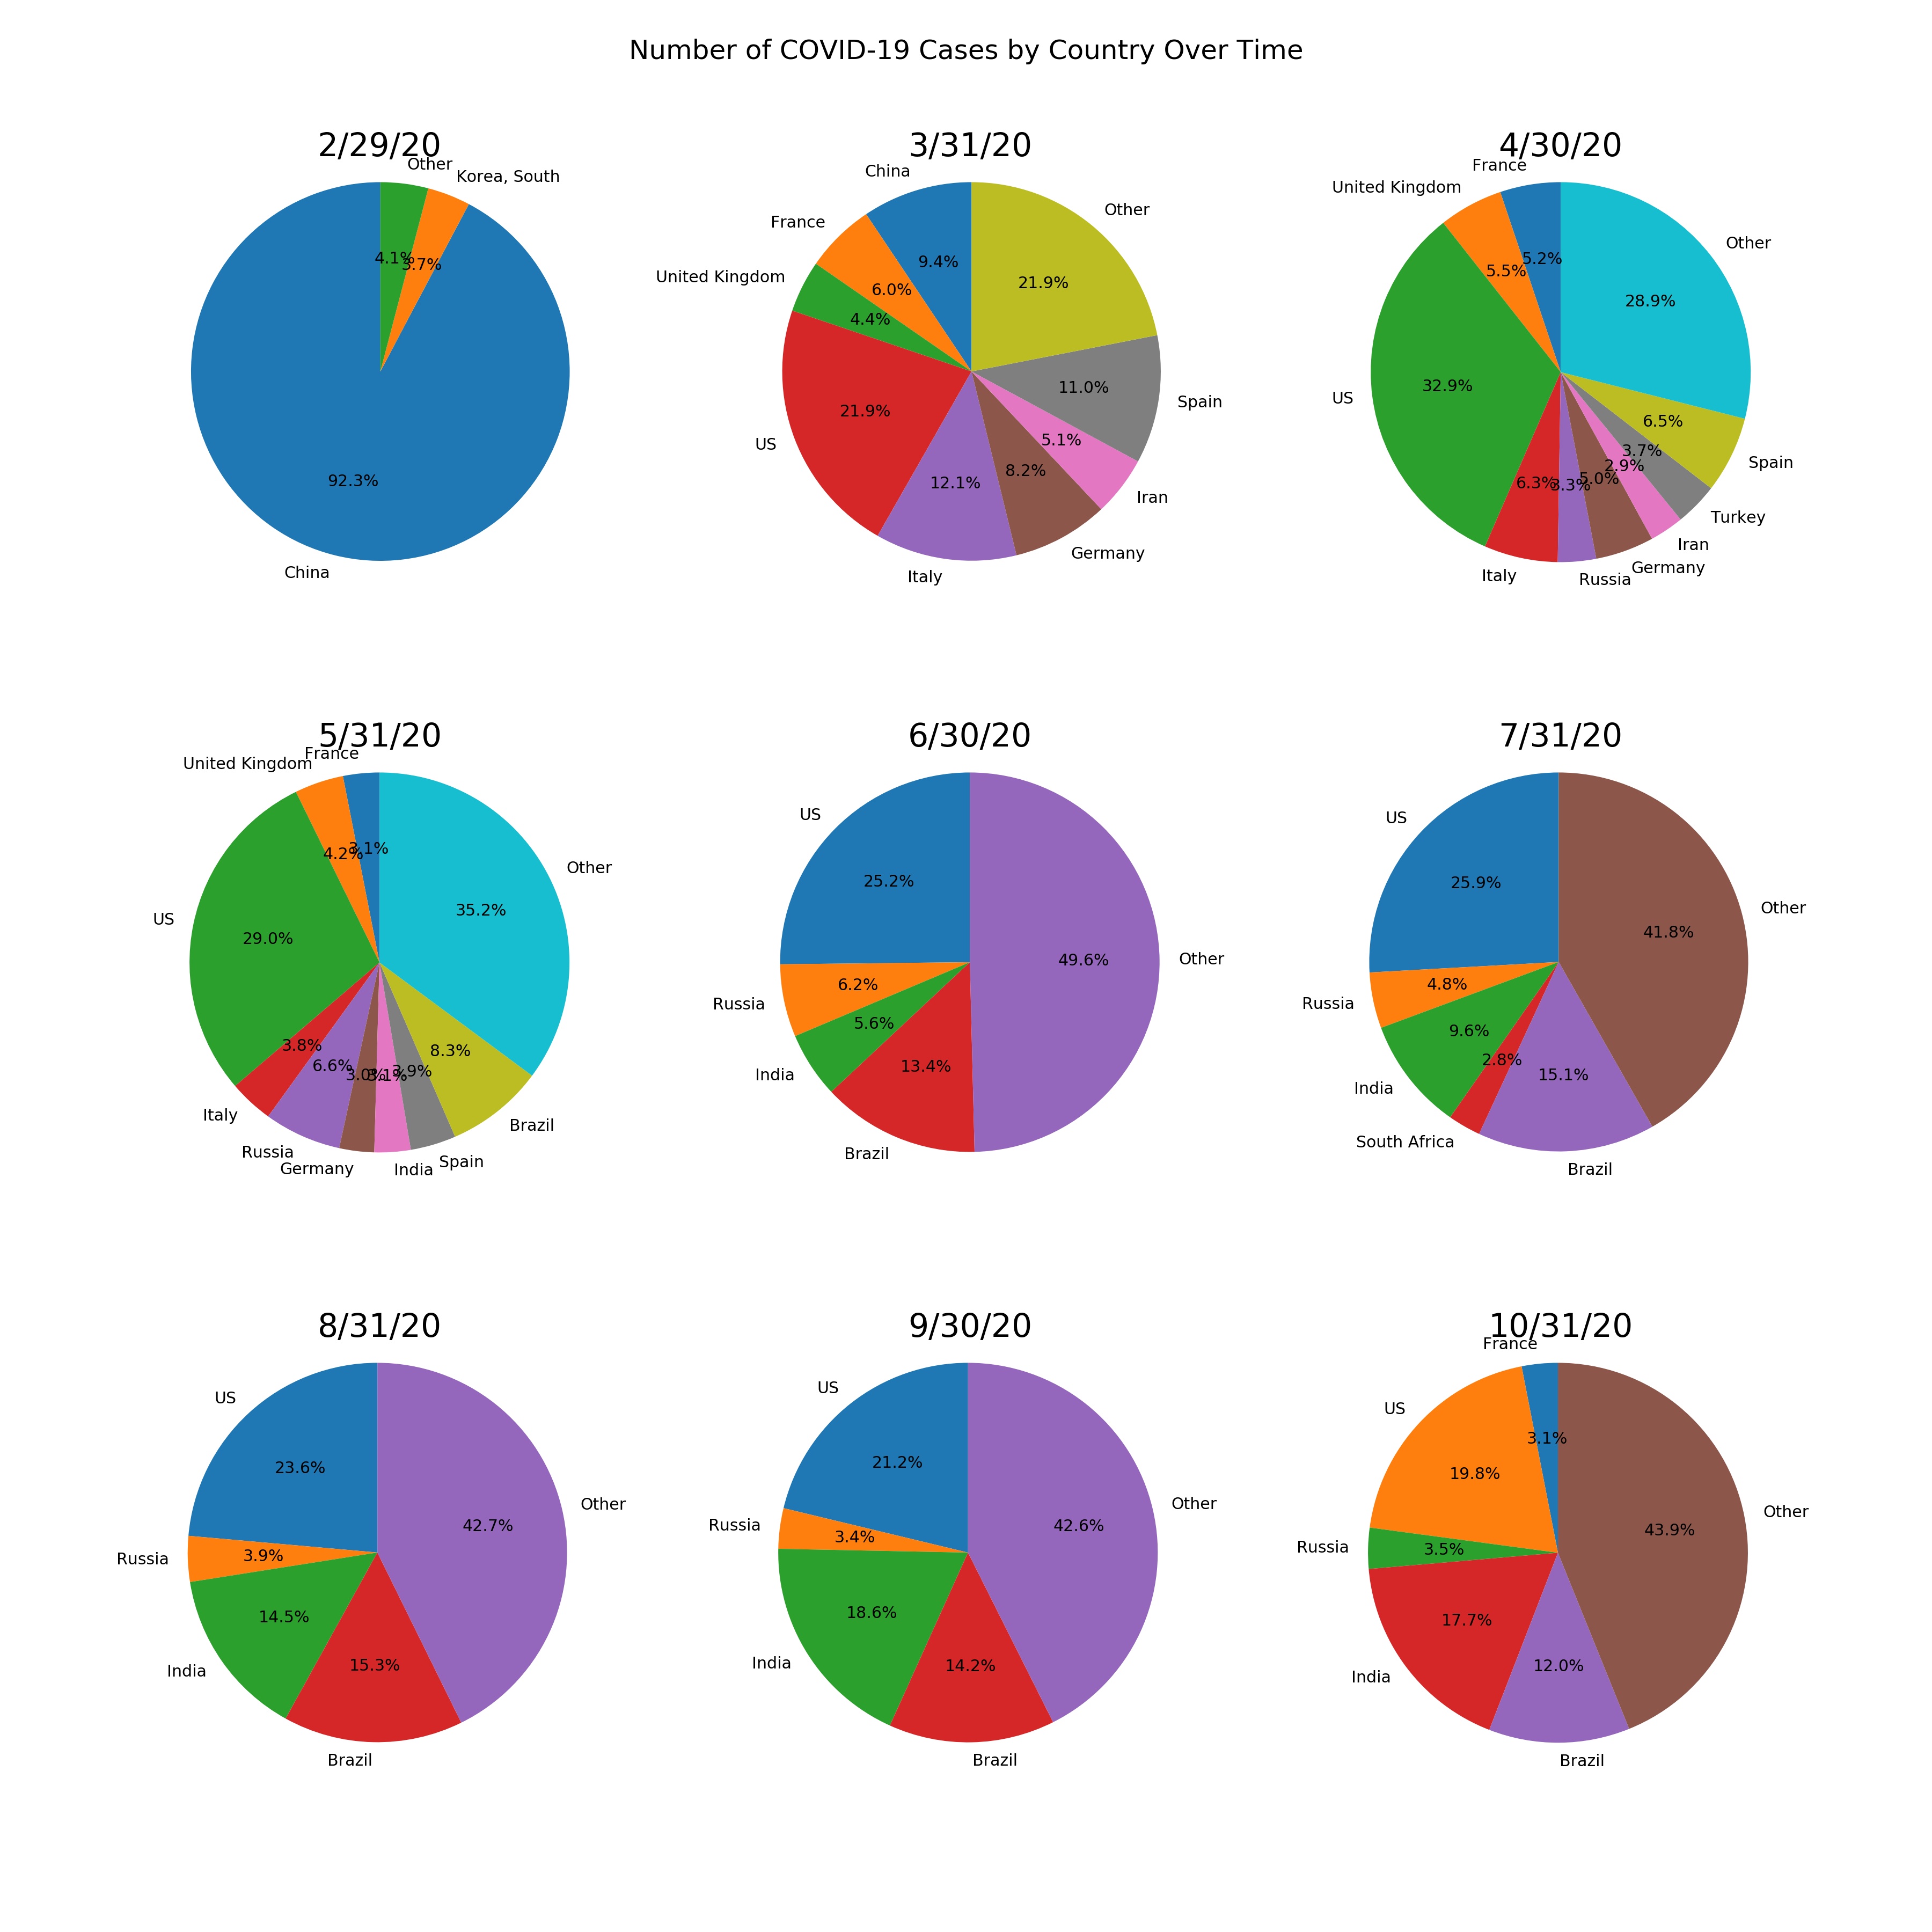 Number of COVID-19 Cases by Country Over Time
2/29/20
Other
Korea, South
4.1%
3.7%
92.3%
China
3/31/20
China
Other
France
United Kingdom
9.4%
21.9%
6.0%
4.4%
11.0%
Spain
21.9%
US
5.1%
8.2%
12.1%
Iran
Germany
Italy
4/30/20
France
United Kingdom
Other
5.2%
5.5%
28.9%
32.9%
US
6.5%
3.7%
2.9%
5.0%
3.3%
6.3%
Spain
Turkey
Iran
Germany
Russia
Italy
5/31/20
France
United Kingdom
3.1%
4.2%
Other
35.2%
US
29.0%
3.8%
8.3%
6.6%
3.0%
3.1%
3.9%
Italy
Brazil
Russia
Germany
India
Spain
6/30/20
US
25.2%
49.6%
Other
6.2%
Russia
5.6%
India
13.4%
Brazil
7/31/20
US
25.9%
Other
41.8%
4.8%
Russia
9.6%
2.8%
15.1%
India
South Africa
Brazil
8/31/20
US
23.6%
Other
42.7%
3.9%
Russia
14.5%
India
15.3%
Brazil
9/30/20
US
21.2%
Other
42.6%
Russia
3.4%
18.6%
India
14.2%
Brazil
10/31/20
France
US
3.1%
19.8%
Other
43.9%
Russia
3.5%
17.7%
India
12.0%
Brazil